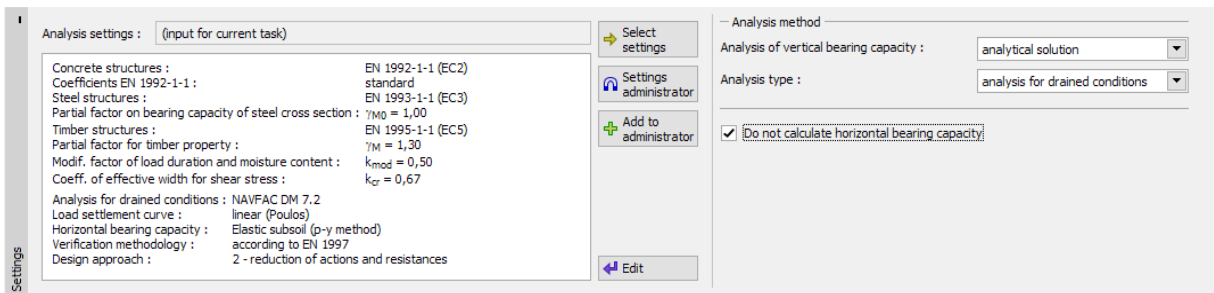 Analysis settings : (input for current task)
Concrete structures : EN 1992-1-1 (EC2)
Coefficients EN 1992-1-1 : standard
Steel structures : EN 1993-1-1 (EC3)
Partial factor on bearing capacity of steel cross section : γM0 = 1,00
Timber structures : EN 1995-1-1 (EC5)
Partial factor for timber property : γM = 1,30
Modif. factor of load duration and moisture content : kmod = 0,50
Coeff. of effective width for shear stress : kcr = 0,67
Analysis for drained conditions : NAVFAC DM 7.2
Load settlement curve : linear (Poulos)
Horizontal bearing capacity : Elastic subsoil (p-y method)
Verification methodology : according to EN 1997
Design approach : 2 - reduction of actions and resistances
Select
settings
Settings
administrator
Add to
administrator
Edit
Analysis method
Analysis of vertical bearing capacity : analytical solution
Analysis type : analysis for drained conditions
Do not calculate horizontal bearing capacity
Settings